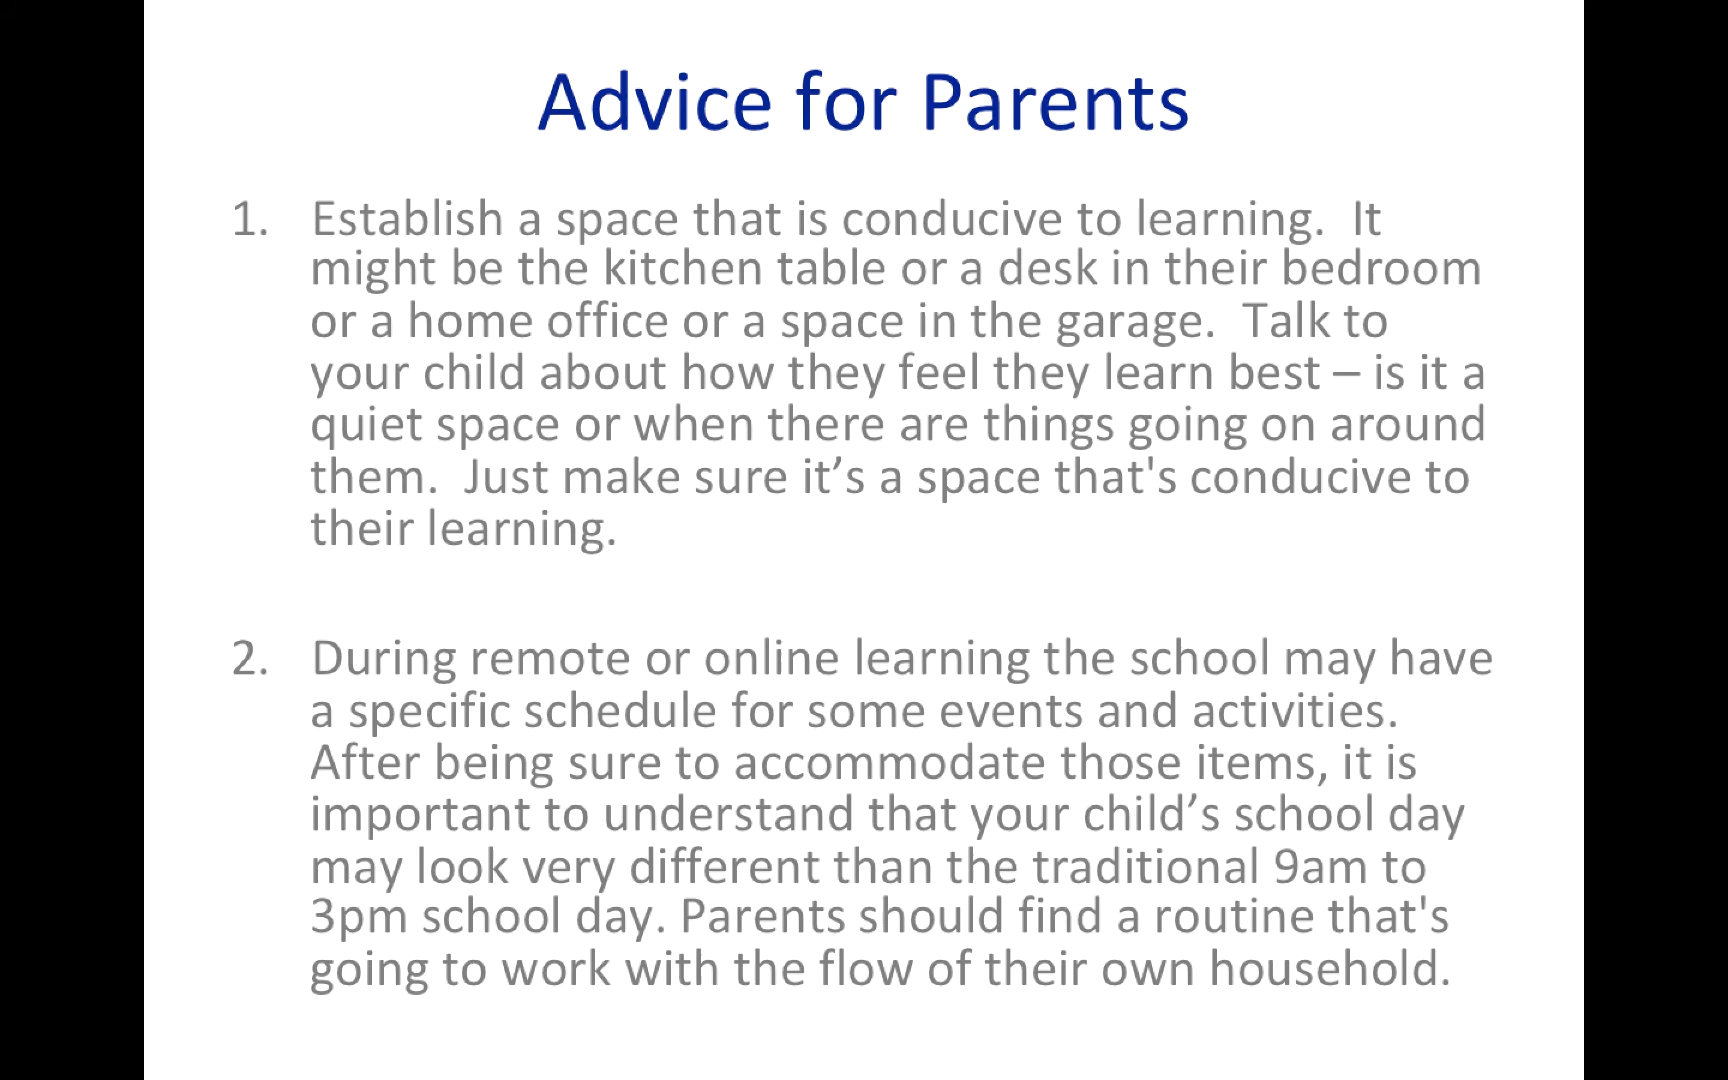 Advice for Parents
1. Establish a space that is conducive to learning.  It
might be the kitchen table or a desk in their bedroom
or a home office or a space in the garage.  Talk to
your child about how they feel they learn best – is it a
quiet space or when there are things going on around
them.  Just make sure it’s a space that's conducive to
their learning.
2. During remote or online learning the school may have
a specific schedule for some events and activities.
After being sure to accommodate those items, it is
important to understand that your child’s school day
may look very different than the traditional 9am to
3pm school day. Parents should find a routine that's
going to work with the flow of their own household.